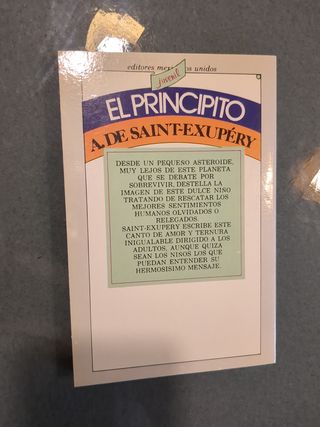 editores mex os unidos
juvenil
EL PRINCIPITO
A. DE SAINT-EXUPÉRY
DESDE UN PEQUEÑO ASTEROIDE,
MUY LEJOS DE ESTE PLANETA
QUE SE DEBATE POR
SOBREVIVIR, DESTELLA LA
IMAGEN DE ESTE DULCE NIÑO
TRATANDO DE RESCATAR LOS
MEJORES SENTIMIENTOS
HUMANOS OLVIDADOS O
RELEGADOS.
SAINT-EXUPERY ESCRIBE ESTE
CANTO DE AMOR Y TERNURA
INIGUALABLE DIRIGIDO A LOS
ADULTOS, AUNQUE QUIZA
SEAN LOS NIÑOS LOS QUE
PUEDAN ENTENDER SU
HERMOSISIMO MENSAJE.